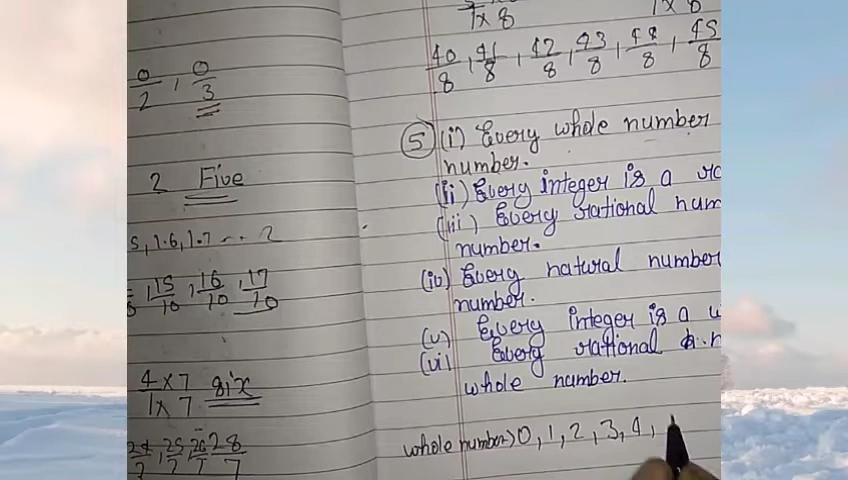 0/2, 0/3
2 Five
5, 1.6, 1.7 - - 2
, 15/10, 16/10, 17/10
4 x 7 / 1 x 7 six
24/7, 25/7, 26/7 28/7
1 x 8 1 x 8
40/8, 41/8, 42/8, 43/8, 48/8, 45/8
5 (i) Every whole number
number.
(ii) Every integer is a
(iii) Every rational num
number.
(iv) Every natural number
number.
(v) Every integer is a w
(vi) Every rational
whole number.
whole number) 0, 1, 2, 3, 4,